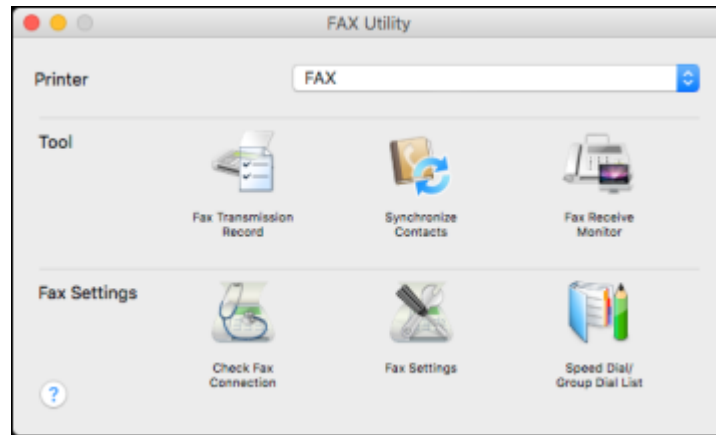 FAX Utility
Printer
FAX
Tool
Fax Transmission
Record
Synchronize
Contacts
Fax Receive
Monitor
Fax Settings
Check Fax
Connection
Fax Settings
Speed Dial/
Group Dial List
?